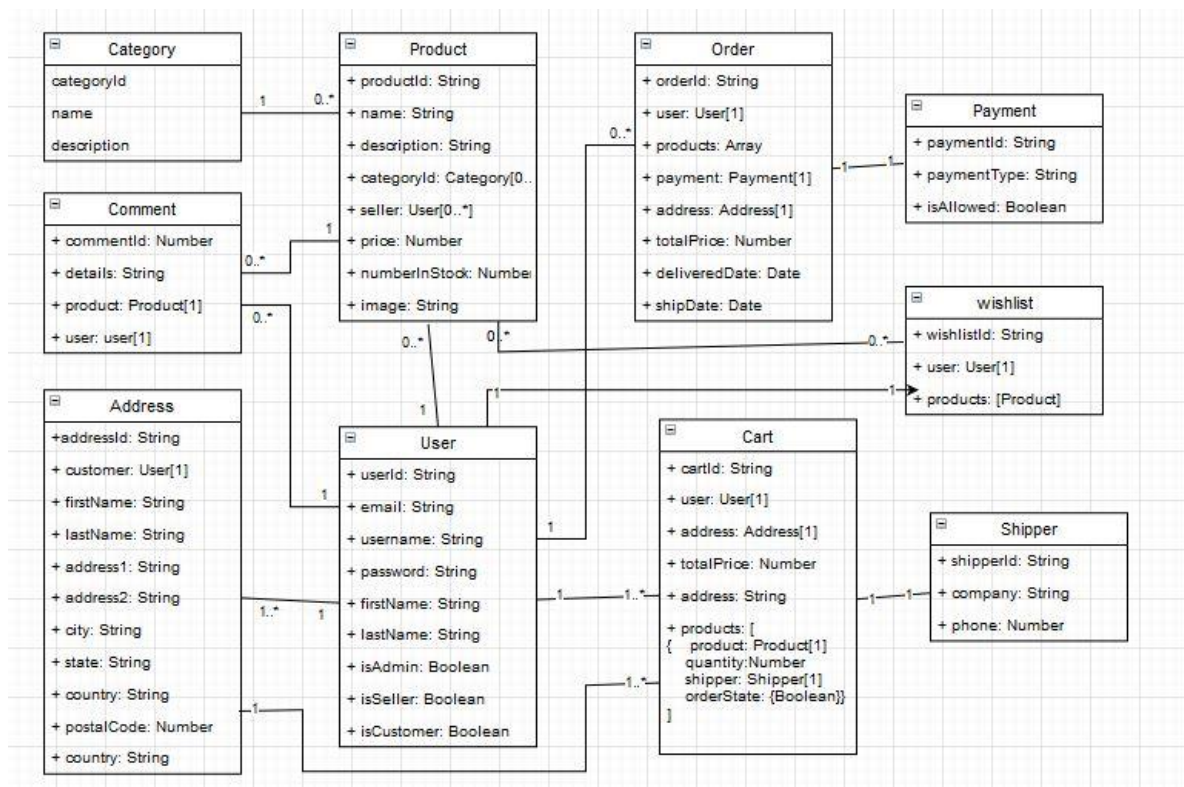 Category
categoryId
name
description
1
0..*
Product
+ productId: String
+ name: String
+ description: String
+ categoryId: Category[0..
+ seller: User[0..*]
+ price: Number
+ numberInStock: Number
+ image: String
Order
+ orderId: String
+ user: User[1]
+ products: Array
+ payment: Payment[1]
+ address: Address[1]
+ totalPrice: Number
+ deliveredDate: Date
+ shipDate: Date
0..*
1
1
Payment
+ paymentId: String
+ paymentType: String
+ isAllowed: Boolean
Comment
+ commentId: Number
+ details: String
+ product: Product[1]
+ user: user[1]
1
0..*
0..*
wishlist
+ wishlistId: String
+ user: User[1]
+ products: [Product]
0..*
0..*
0..*
1
1
1
Address
+addressId: String
+ customer: User[1]
+ firstName: String
+ lastName: String
+ address1: String
+ address2: String
+ city: String
+ state: String
+ country: String
+ postalCode: Number
+ country: String
User
+ userId: String
+ email: String
+ username: String
+ password: String
+ firstName: String
+ lastName: String
+ isAdmin: Boolean
+ isSeller: Boolean
+ isCustomer: Boolean
1
1
1..*
1
1
1..*
1
1..*
Cart
+ cartId: String
+ user: User[1]
+ address: Address[1]
+ totalPrice: Number
+ address: String
+ products: [
{ product: Product[1]
quantity:Number
shipper: Shipper[1]
orderState: {Boolean}}
]
1
1
Shipper
+ shipperId: String
+ company: String
+ phone: Number